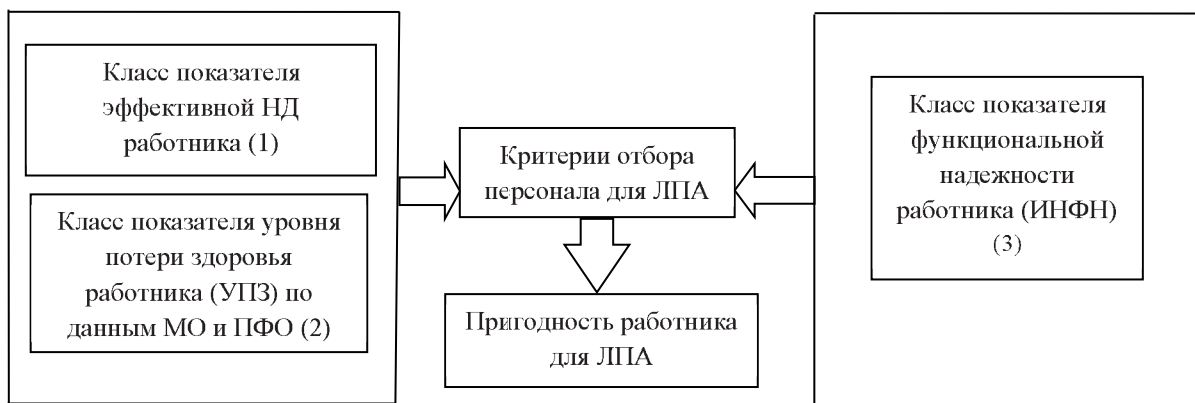 Класс показателя
эффективной НД
работника (1)
Класс показателя уровня
потери здоровья
работника (УПЗ) по
данным МО и ПФО (2)
Критерии отбора
персонала для ЛПА
Пригодность работника
для ЛПА
Класс показателя
функциональной
надежности
работника (ИНФН)
(3)